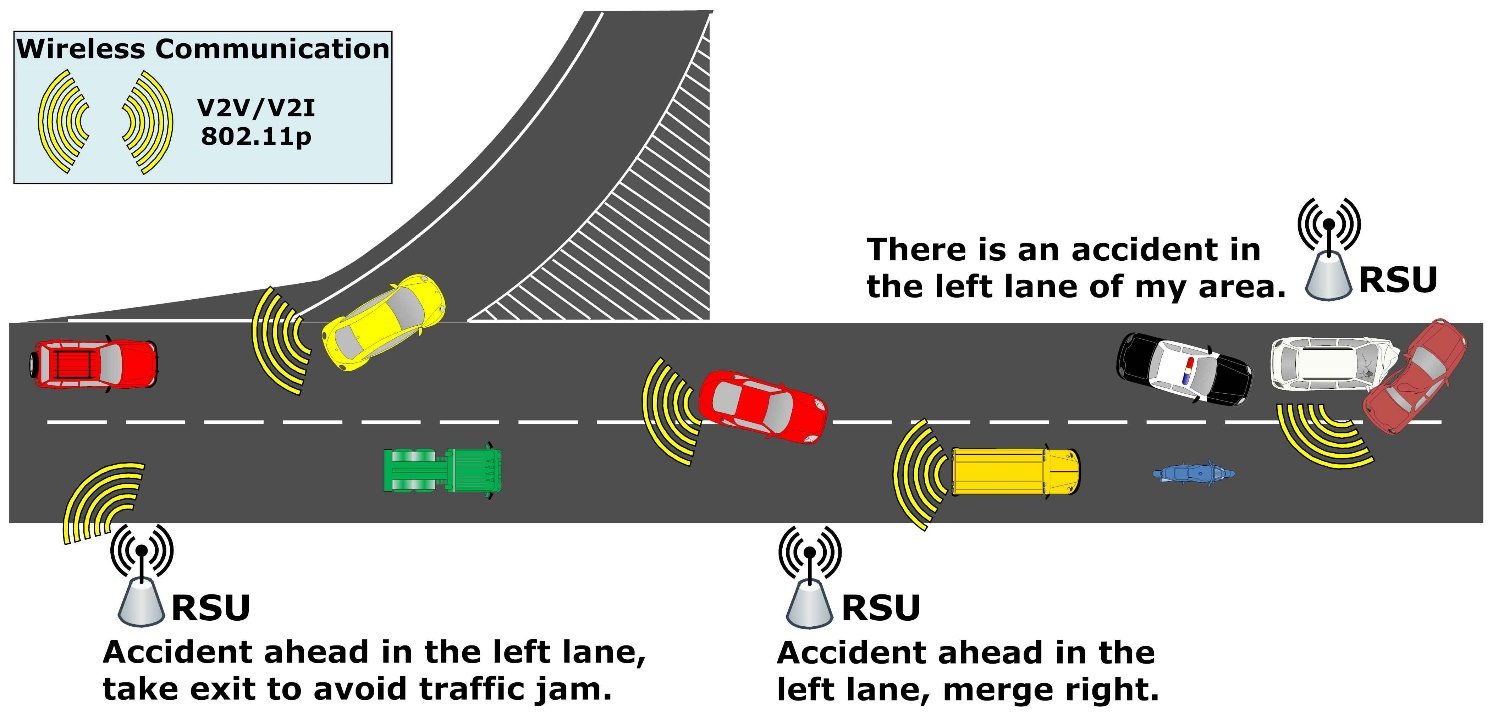 Wireless Communication
V2V/V2I
802.11p
There is an accident in
the left lane of my area.
RSU
RSU
Accident ahead in the left lane,
take exit to avoid traffic jam.
RSU
Accident ahead in the
left lane, merge right.